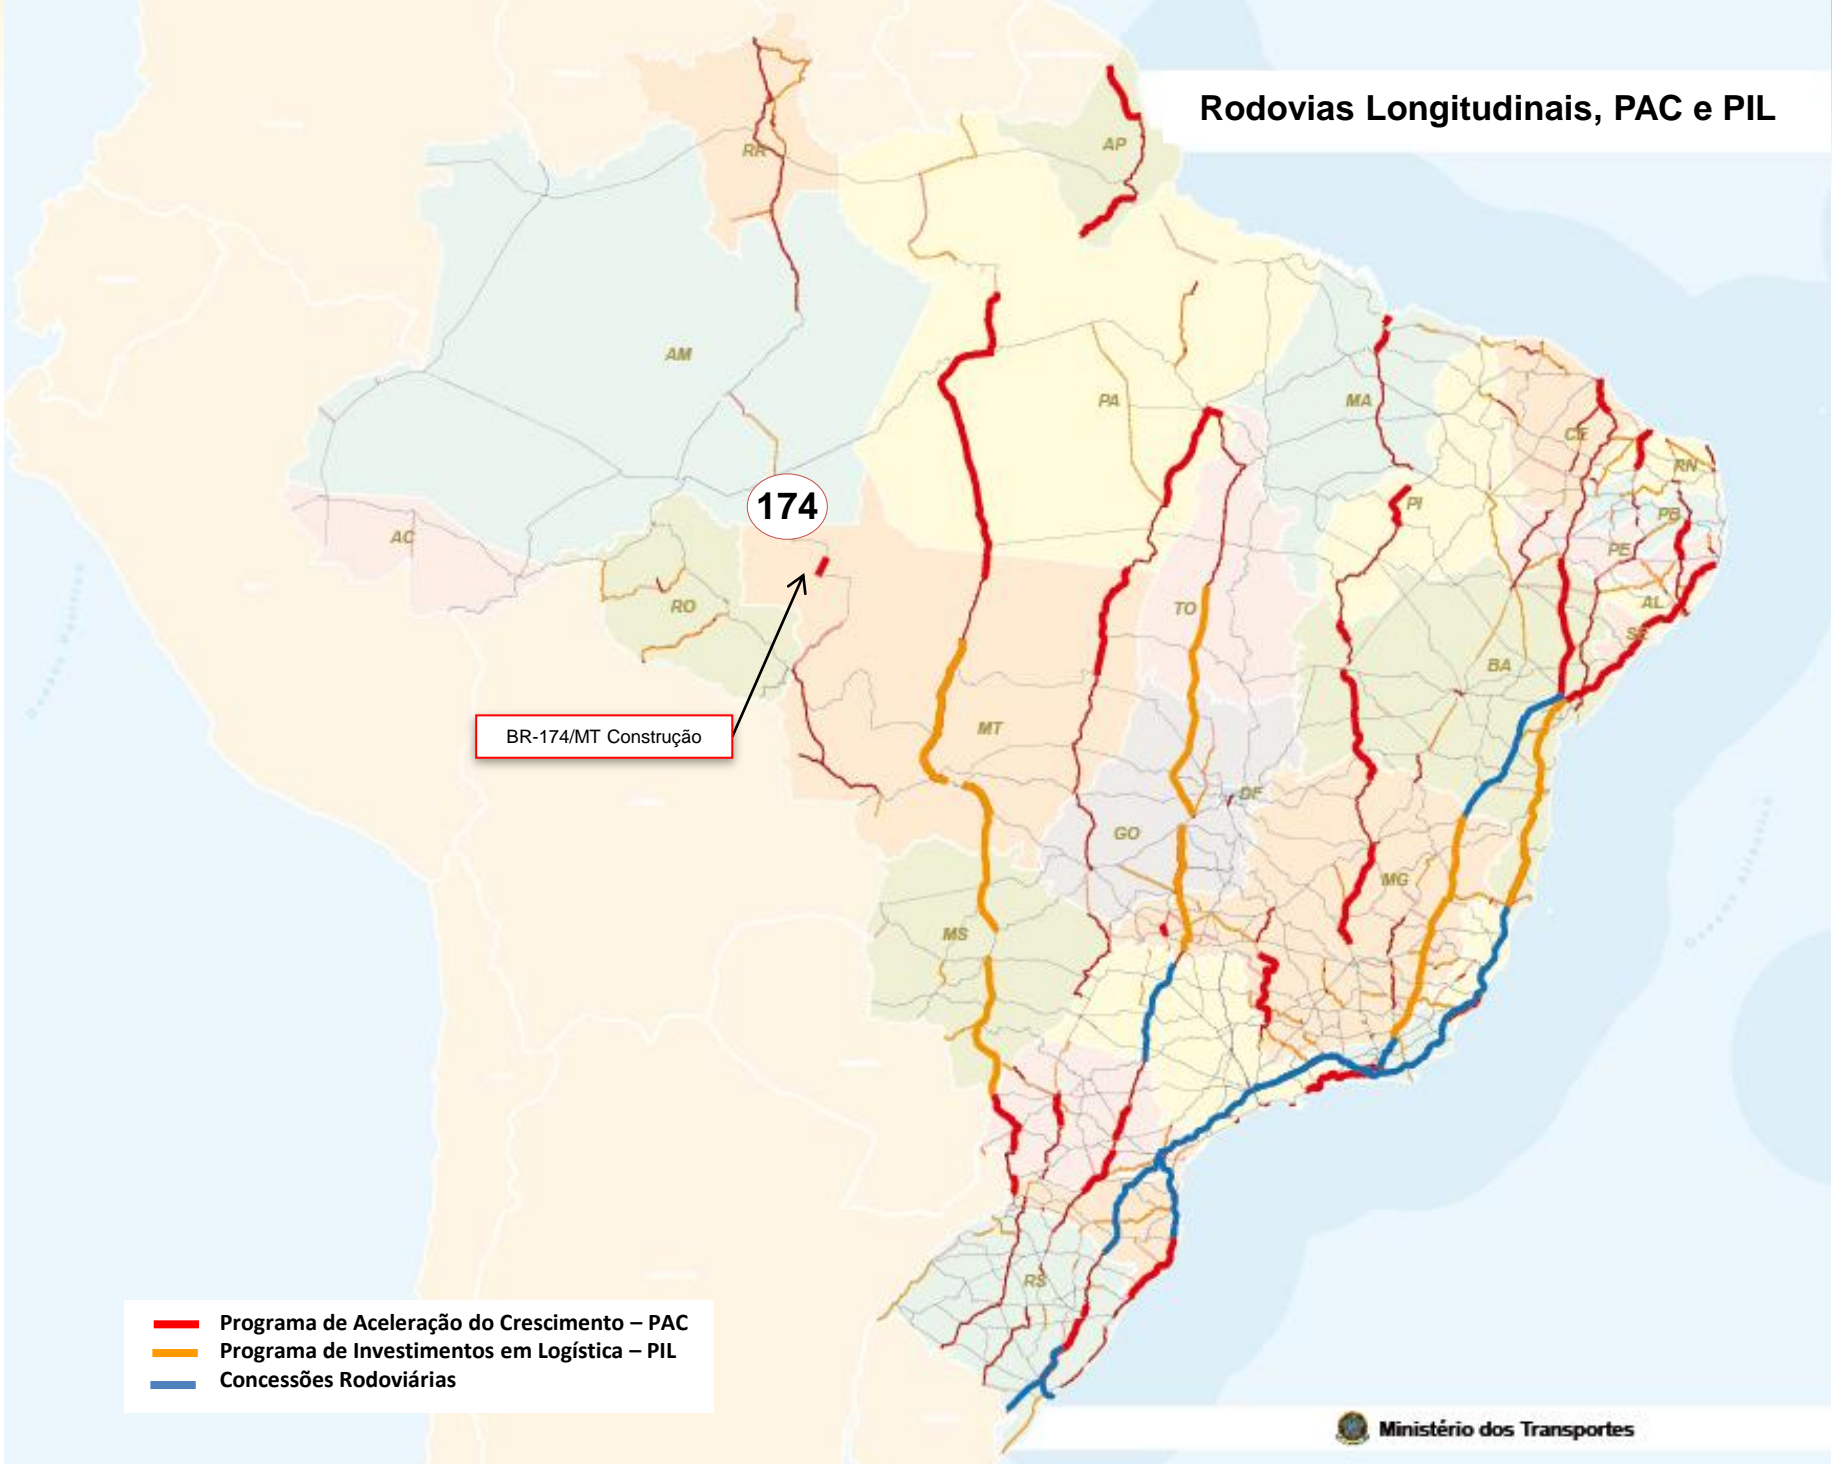 Rodovias Longitudinais, PAC e PIL
RR
AP
AM
PA
MA
CE
RN
PB
PI
PE
AL
SE
174
AC
RO
TO
BA
BR-174/MT Construção
MT
DF
GO
MG
MS
RS
Programa de Aceleração do Crescimento – PAC
Programa de Investimentos em Logística – PIL
Concessões Rodoviárias
Ministério dos Transportes